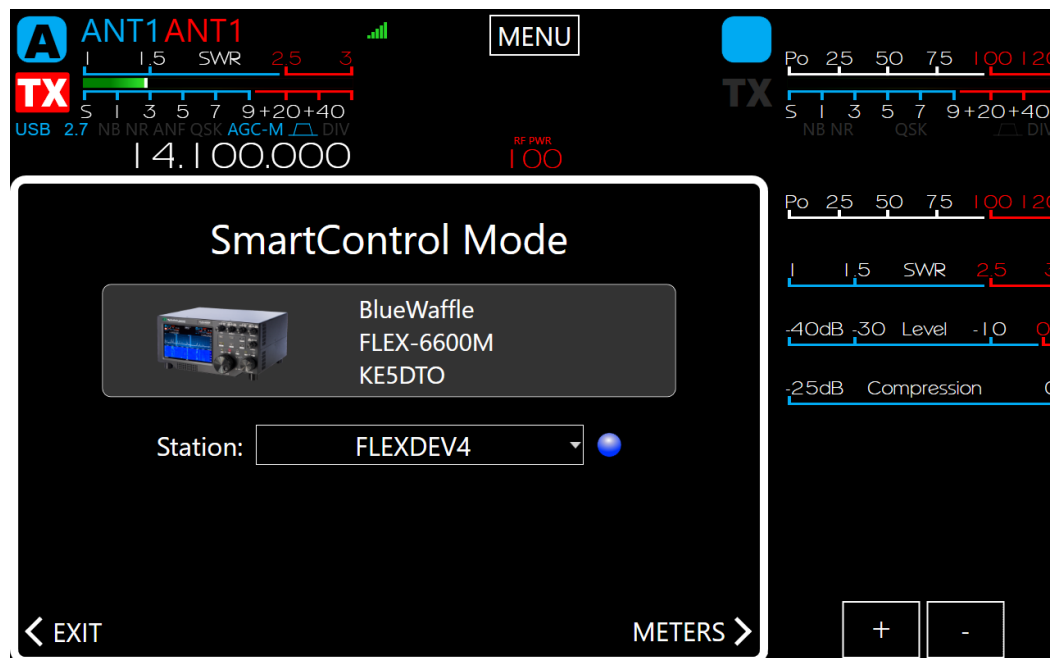 A ANT1 ANT1
MENU
1 1.5 SWR 2.5 3
TX
S 1 3 5 7 9 +20 +40
USB 2.7 NB NR ANF QSK AGC-M DIV
14.100.000
RF PWR
100
Po 25 50 75 100 120
TX
S 1 3 5 7 9 +20 +40
NB NR QSK DIV
SmartControl Mode
BlueWaffle
FLEX-6600M
KE5DTO
Station: FLEXDEV4
EXIT
METERS
Po 25 50 75 100 120
1 1.5 SWR 2.5 3
-40dB -30 Level -10 0
-25dB Compression 0
+ -